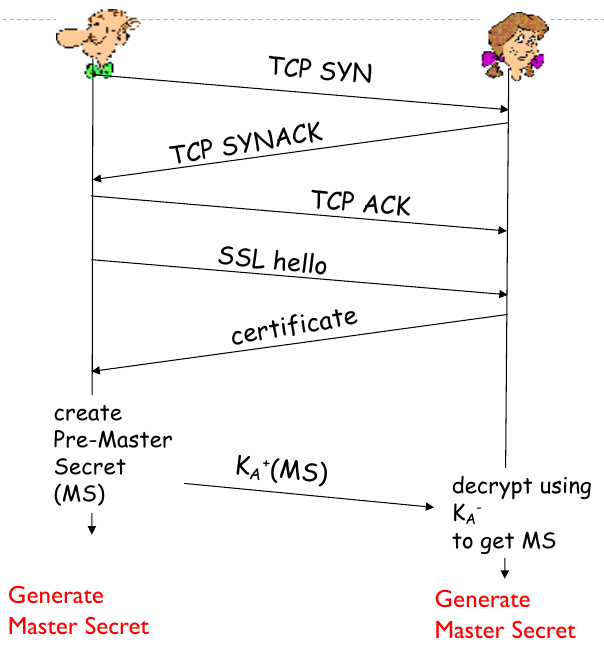 TCP SYN
TCP SYNACK
TCP ACK
SSL hello
certificate
create
Pre-Master
Secret
(MS)
K_A⁺(MS)
decrypt using
K_A⁻
to get MS
Generate
Master Secret
Generate
Master Secret